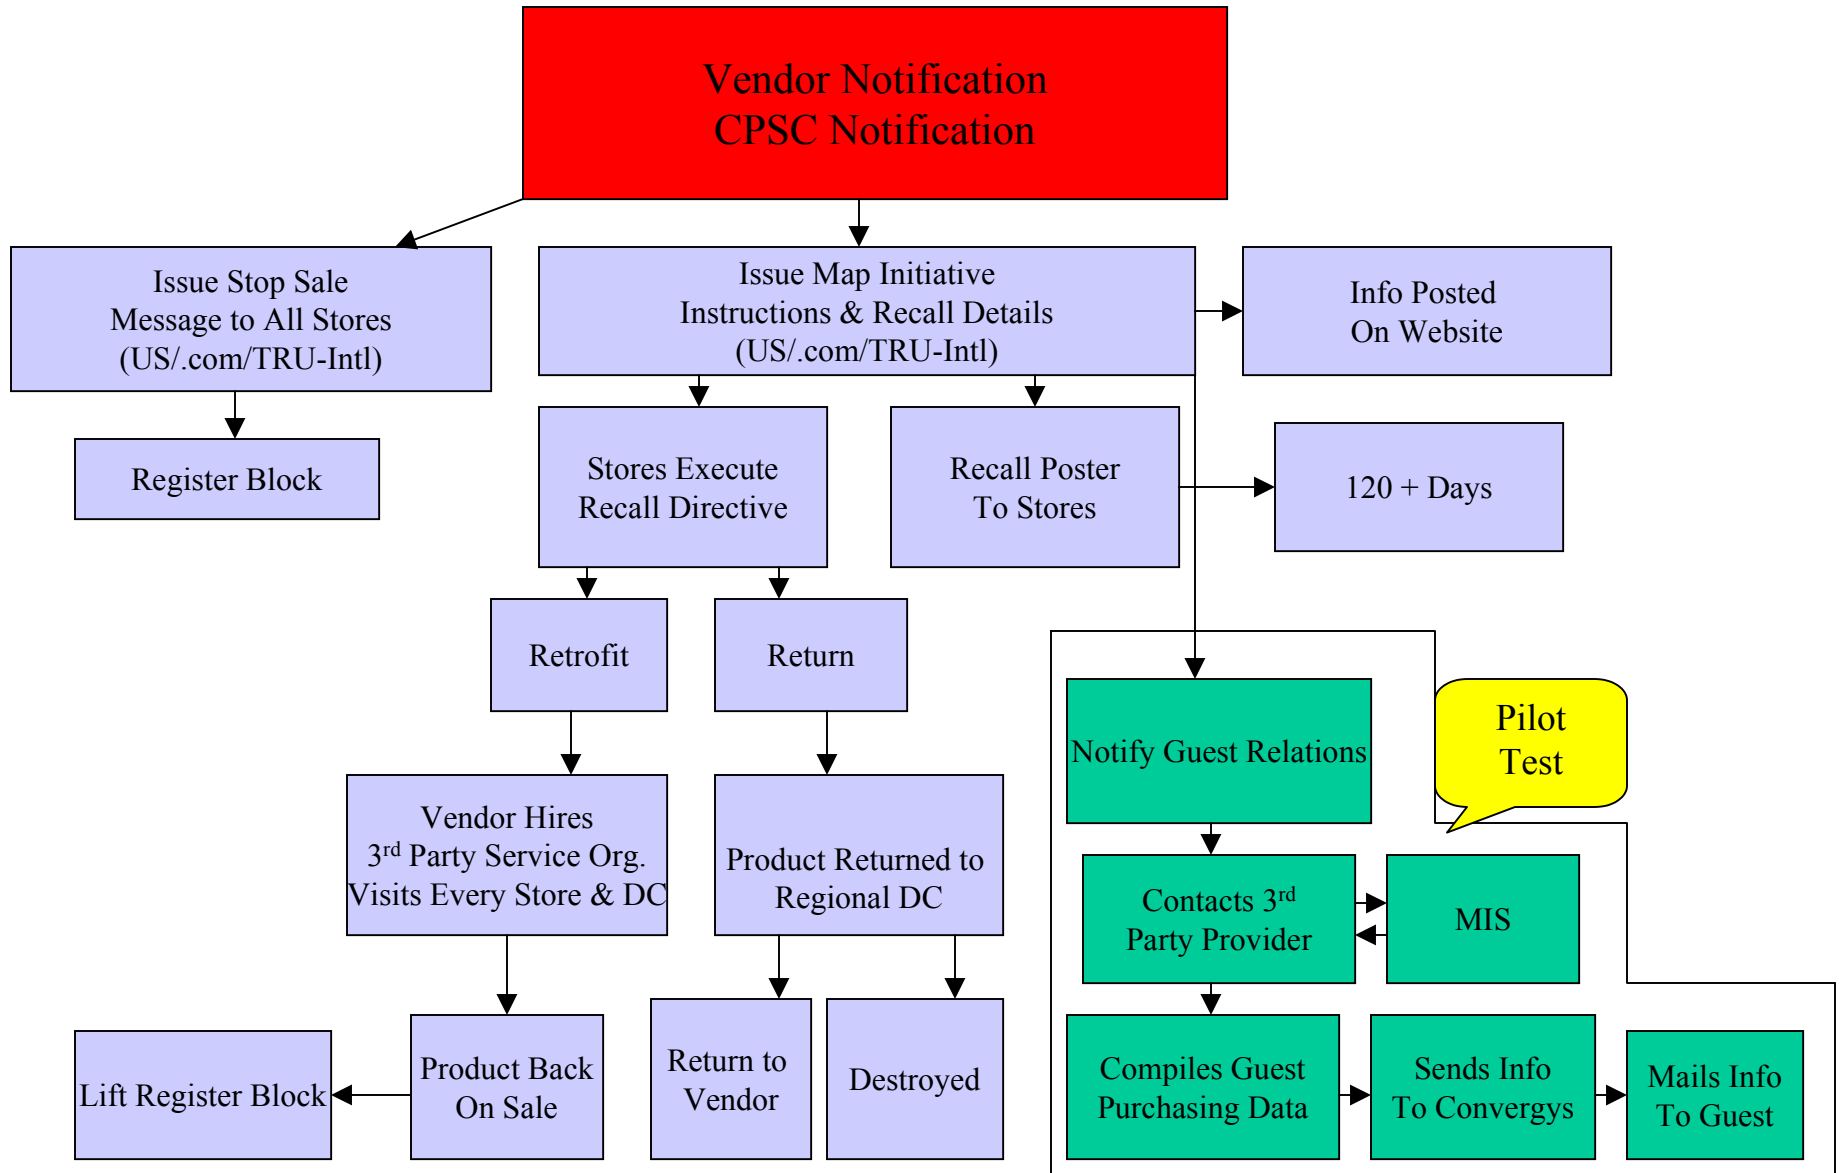 Vendor Notification
CPSC Notification
Issue Stop Sale
Message to All Stores
(US/.com/TRU-Intl)
Issue Map Initiative
Instructions & Recall Details
(US/.com/TRU-Intl)
Info Posted
On Website
Register Block
Stores Execute
Recall Directive
Recall Poster
To Stores
120 + Days
Retrofit
Return
Notify Guest Relations
Pilot
Test
Vendor Hires
3rd Party Service Org.
Visits Every Store & DC
Product Returned to
Regional DC
Contacts 3rd
Party Provider
MIS
Lift Register Block
Product Back
On Sale
Return to
Vendor
Destroyed
Compiles Guest
Purchasing Data
Sends Info
To Convergys
Mails Info
To Guest